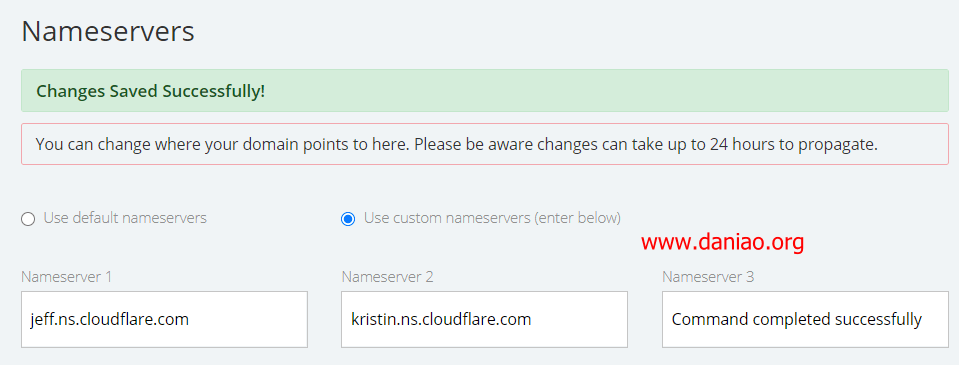 Nameservers
Changes Saved Successfully!
You can change where your domain points to here. Please be aware changes can take up to 24 hours to propagate.
Use default nameservers
Use custom nameservers (enter below)
www.daniao.org
Nameserver 1
Nameserver 2
Nameserver 3
jeff.ns.cloudflare.com
kristin.ns.cloudflare.com
Command completed successfully